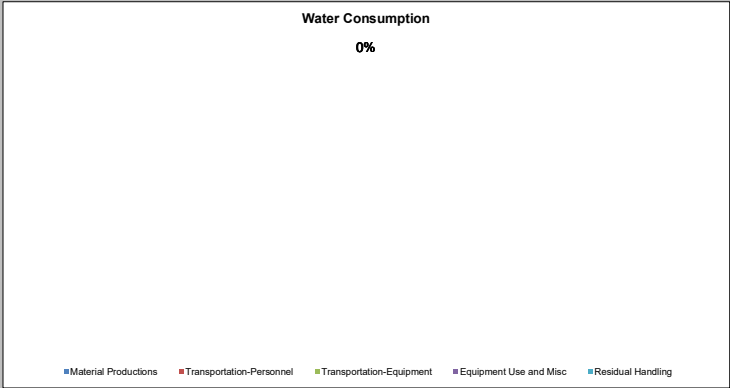 Water Consumption
0%
Material Productions Transportation-Personnel Transportation-Equipment Equipment Use and Misc Residual Handling